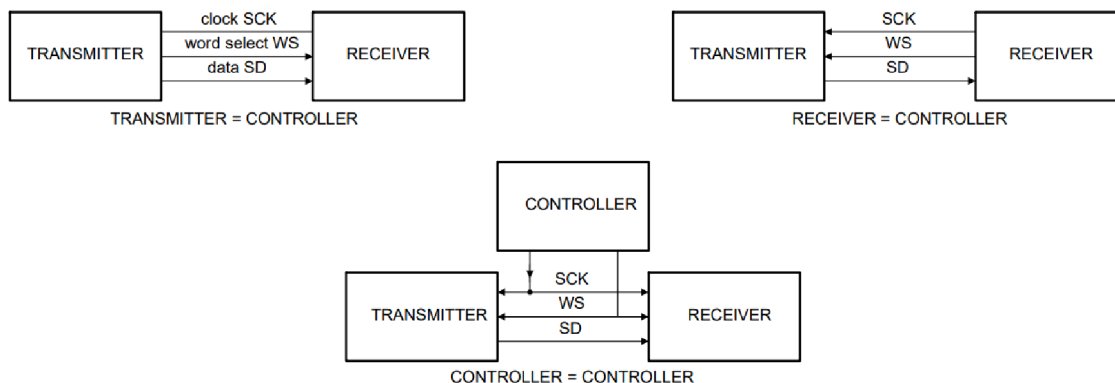 clock SCK
TRANSMITTER
word select WS
RECEIVER
data SD
TRANSMITTER = CONTROLLER
SCK
TRANSMITTER
WS
RECEIVER
SD
RECEIVER = CONTROLLER
CONTROLLER
SCK
TRANSMITTER
WS
RECEIVER
SD
CONTROLLER = CONTROLLER